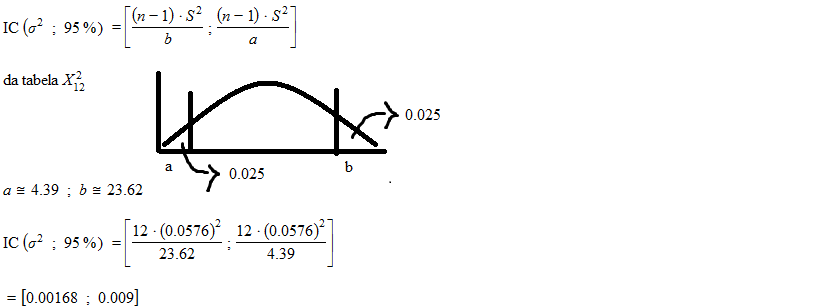 IC (σ² ; 95 %) = [(n − 1) · S² / b ; (n − 1) · S² / a]
da tabela X²₁₂
0.025
a b
0.025
a ≅ 4.39 ; b ≅ 23.62
IC (σ² ; 95 %) = [12 · (0.0576)² / 23.62 ; 12 · (0.0576)² / 4.39]
= [0.00168 ; 0.009]